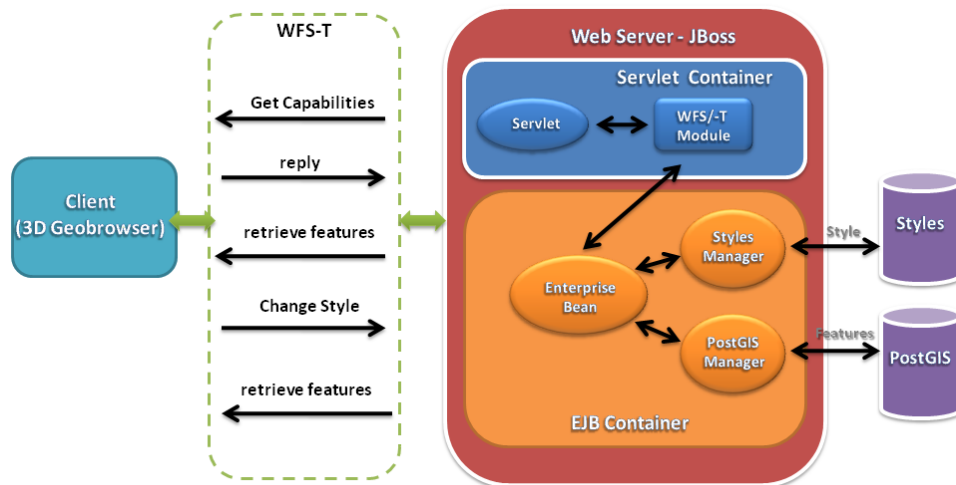 WFS-T
Get Capabilities
reply
retrieve features
Change Style
retrieve features
Client
(3D Geobrowser)
Web Server - JBoss
Servlet Container
Servlet
WFS/-T
Module
Enterprise
Bean
Styles
Manager
PostGIS
Manager
EJB Container
Style
Features
Styles
PostGIS